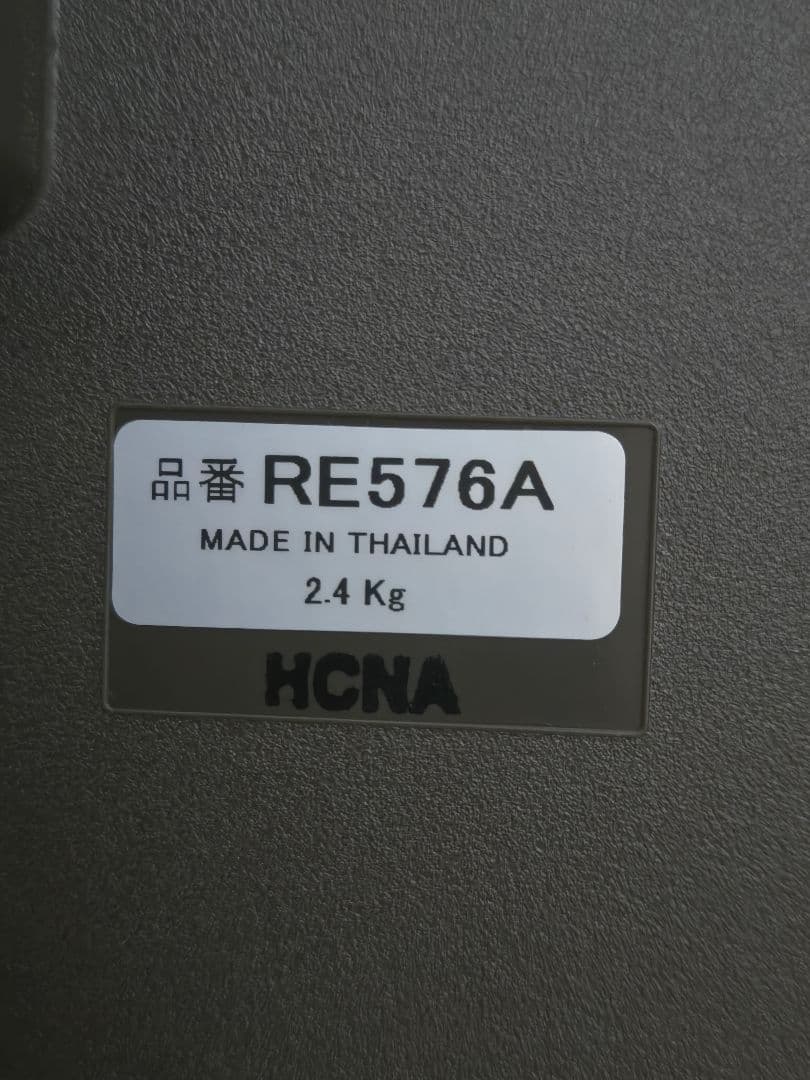 品番 RE576A
MADE IN THAILAND
2.4 Kg
HCNA